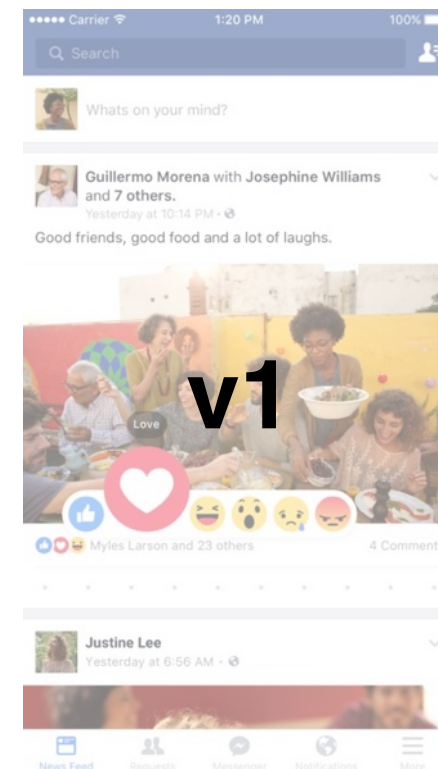 Carrier 1:20 PM 100%
Search
Whats on your mind?
Guillermo Morena with Josephine Williams
and 7 others.
Yesterday at 10:14 PM ·
Good friends, good food and a lot of laughs.
v1
Love
Myles Larson and 23 others 4 Comment
Justine Lee
Yesterday at 6:56 AM ·
News Feed Requests Messenger Notifications More